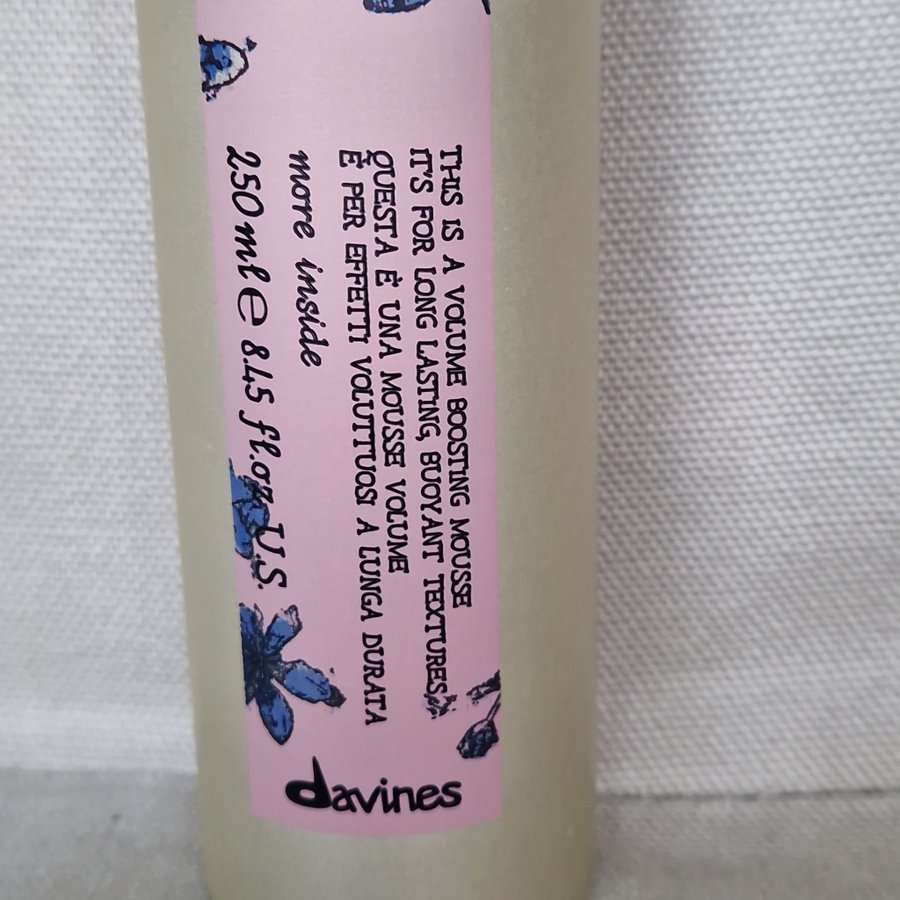 THIS IS A VOLUME BOOSTING MOUSSE
IT'S FOR LONG LASTING, BUOYANT TEXTURES
QUESTA È UNA MOUSSE VOLUME
È PER EFFETTI VOLUTTUOSI A LUNGA DURATA
more inside
250 ml ℮ 8.45 fl.oz. U.S.
davines